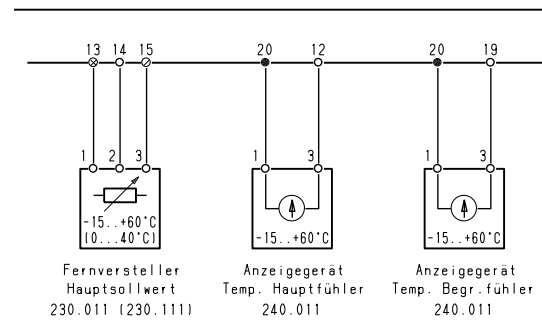 13 14 15 20 12 20 19
1 2 3 1 3 1 3
-15..+60°C -15..+60°C -15..+60°C
(0...40°C)
Fernversteller Anzeigegerät Anzeigegerät
Hauptsollwert Temp. Hauptfühler Temp. Begr.fühler
230.011 (230.111) 240.011 240.011